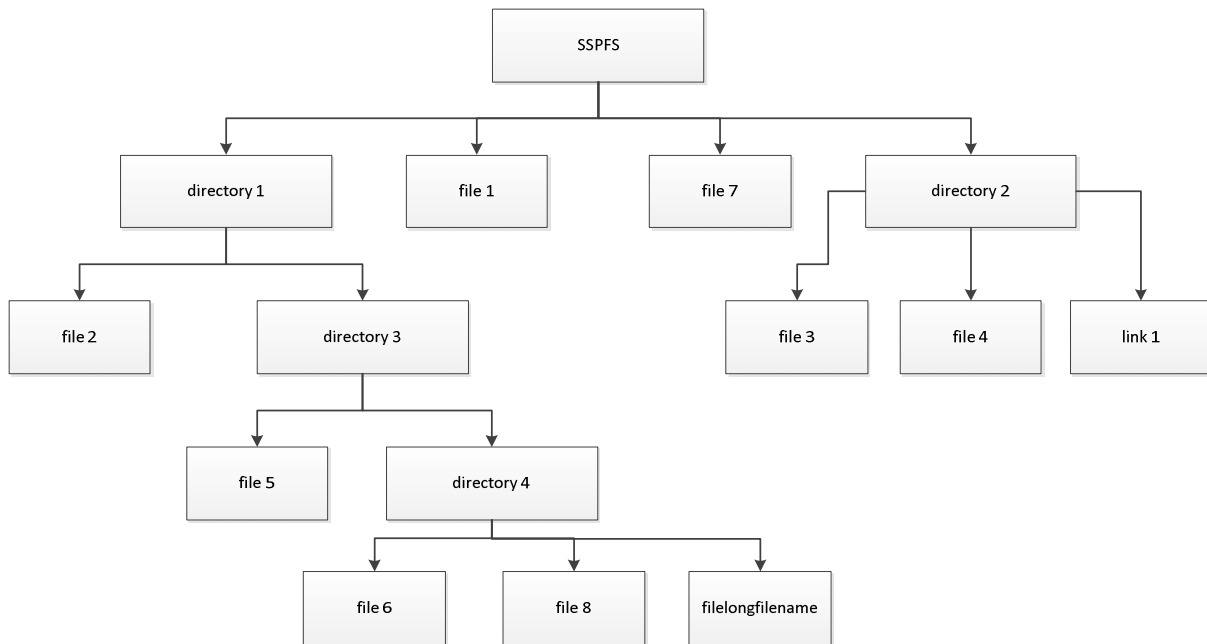 SSPFS
directory 1
file 1
file 7
directory 2
file 2
directory 3
file 3
file 4
link 1
file 5
directory 4
file 6
file 8
filelongfilename